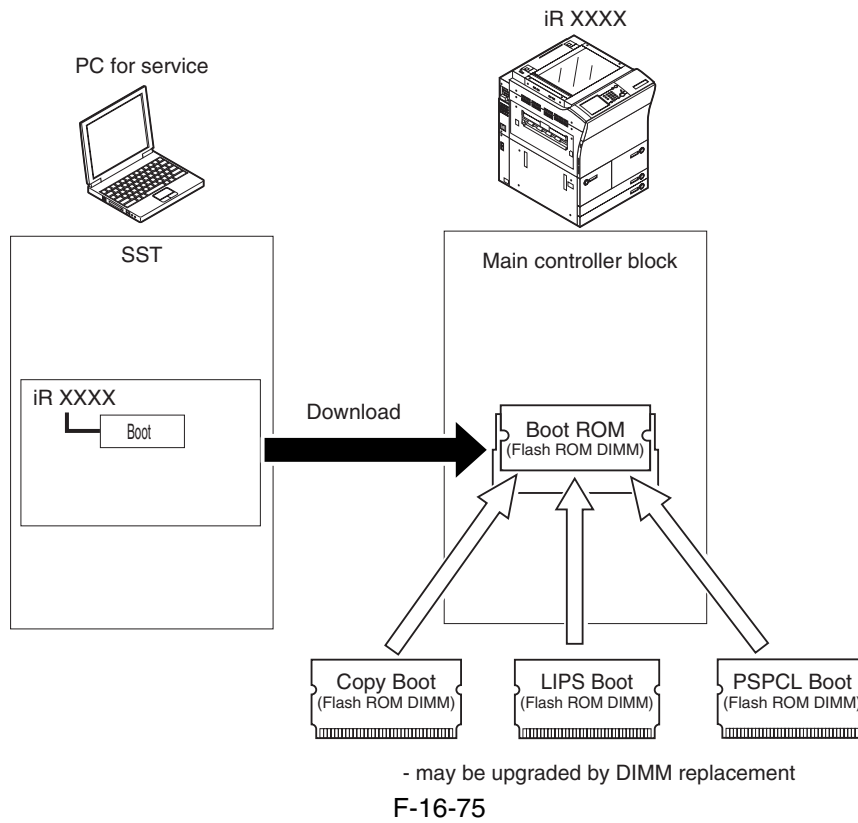 iR XXXX
PC for service
SST
Main controller block
iR XXXX
Boot
Download
Boot ROM
(Flash ROM DIMM)
Copy Boot
(Flash ROM DIMM)
LIPS Boot
(Flash ROM DIMM)
PSPCL Boot
(Flash ROM DIMM)
- may be upgraded by DIMM replacement
F-16-75